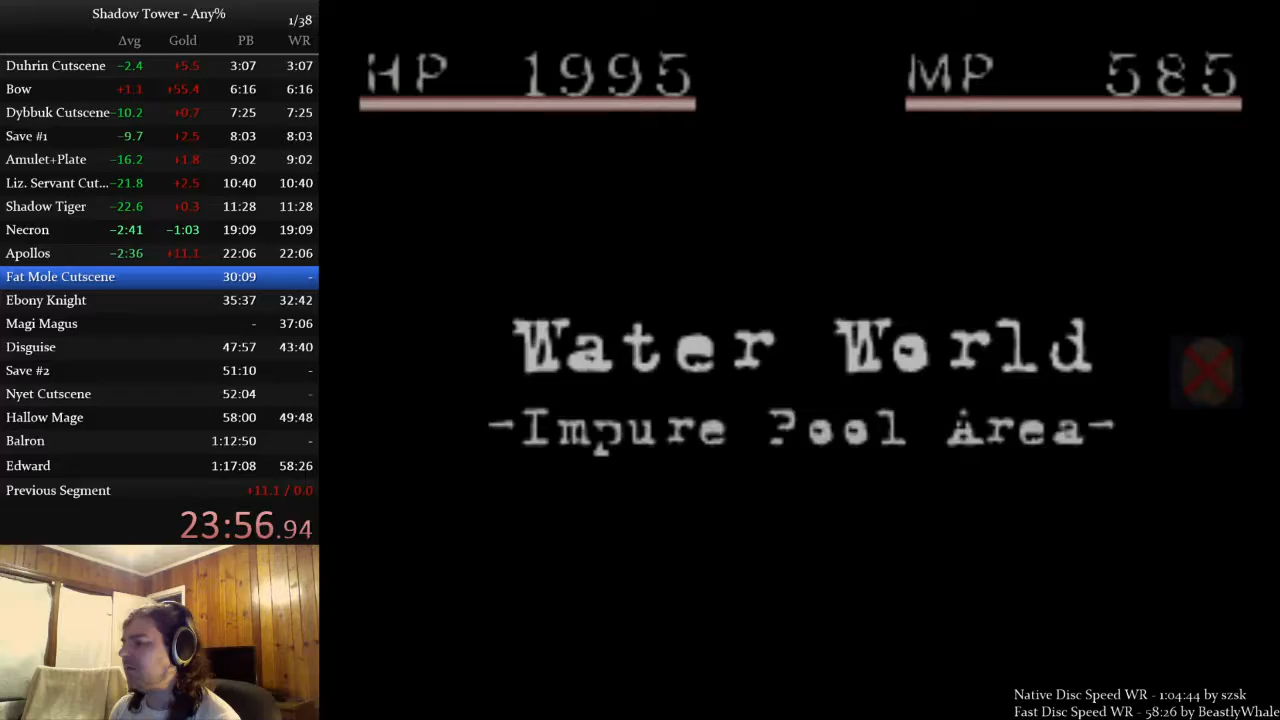 Shadow Tower - Any%
1/38
Δvg Gold PB WR
Duhrin Cutscene -2.4 +5.5 3:07 3:07
Bow +1.1 +55.4 6:16 6:16
Dybbuk Cutscene -10.2 +0.7 7:25 7:25
Save #1 -9.7 +2.5 8:03 8:03
Amulet+Plate -16.2 +1.8 9:02 9:02
Liz. Servant Cut... -21.8 +2.5 10:40 10:40
Shadow Tiger -22.6 +0.3 11:28 11:28
Necron -2:41 -1:03 19:09 19:09
Apollos -2:36 +11.1 22:06 22:06
Fat Mole Cutscene 30:09 -
Ebony Knight 35:37 32:42
Magi Magus - 37:06
Disguise 47:57 43:40
Save #2 51:10 -
Nyet Cutscene 52:04 -
Hallow Mage 58:00 49:48
Balron 1:12:50 -
Edward 1:17:08 58:26
Previous Segment +11.1 / 0.0
23:56.94
HP 1995 MP 585
Water World
-Impure Pool Area-
Native Disc Speed WR - 1:04:44 by szsk
Fast Disc Speed WR - 58:26 by BeastlyWhale